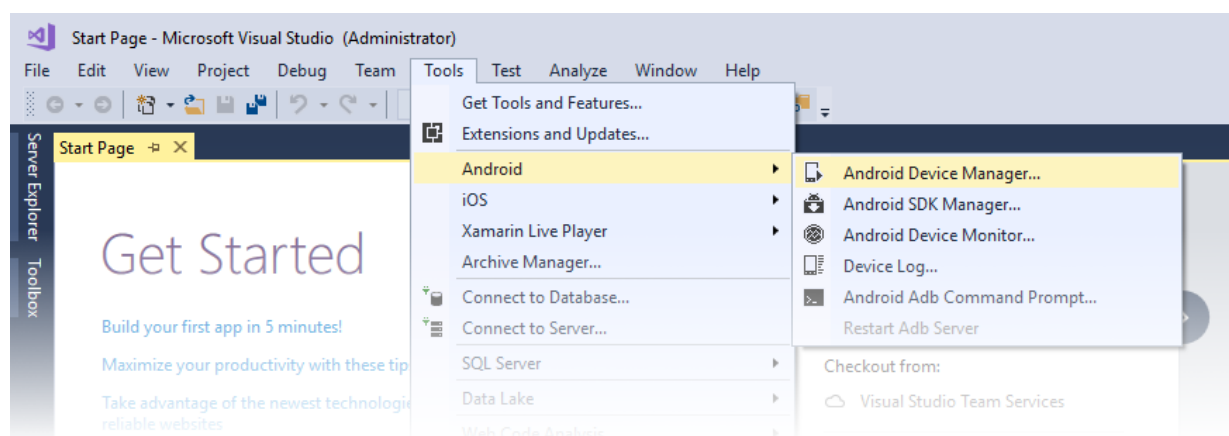 Start Page - Microsoft Visual Studio (Administrator)
File Edit View Project Debug Team Tools Test Analyze Window Help
Get Tools and Features...
Extensions and Updates...
Android
iOS
Xamarin Live Player
Archive Manager...
Connect to Database...
Connect to Server...
SQL Server
Data Lake
Web Code Analysis
Android Device Manager...
Android SDK Manager...
Android Device Monitor...
Device Log...
Android Adb Command Prompt...
Restart Adb Server
Server Explorer
Toolbox
Start Page
Get Started
Build your first app in 5 minutes!
Maximize your productivity with these tip
Take advantage of the newest technologie
reliable websites
Checkout from:
Visual Studio Team Services